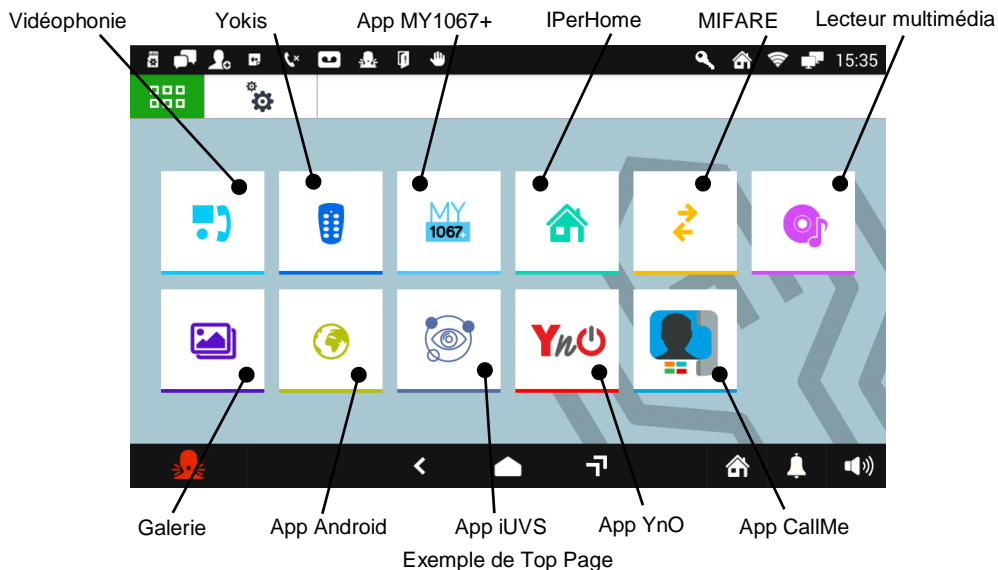 Vidéophonie Yokis App MY1067+ IPerHome MIFARE Lecteur multimédia
15:35
MY
1067+
YnO
Galerie App Android App iUVS App YnO App CallMe
Exemple de Top Page